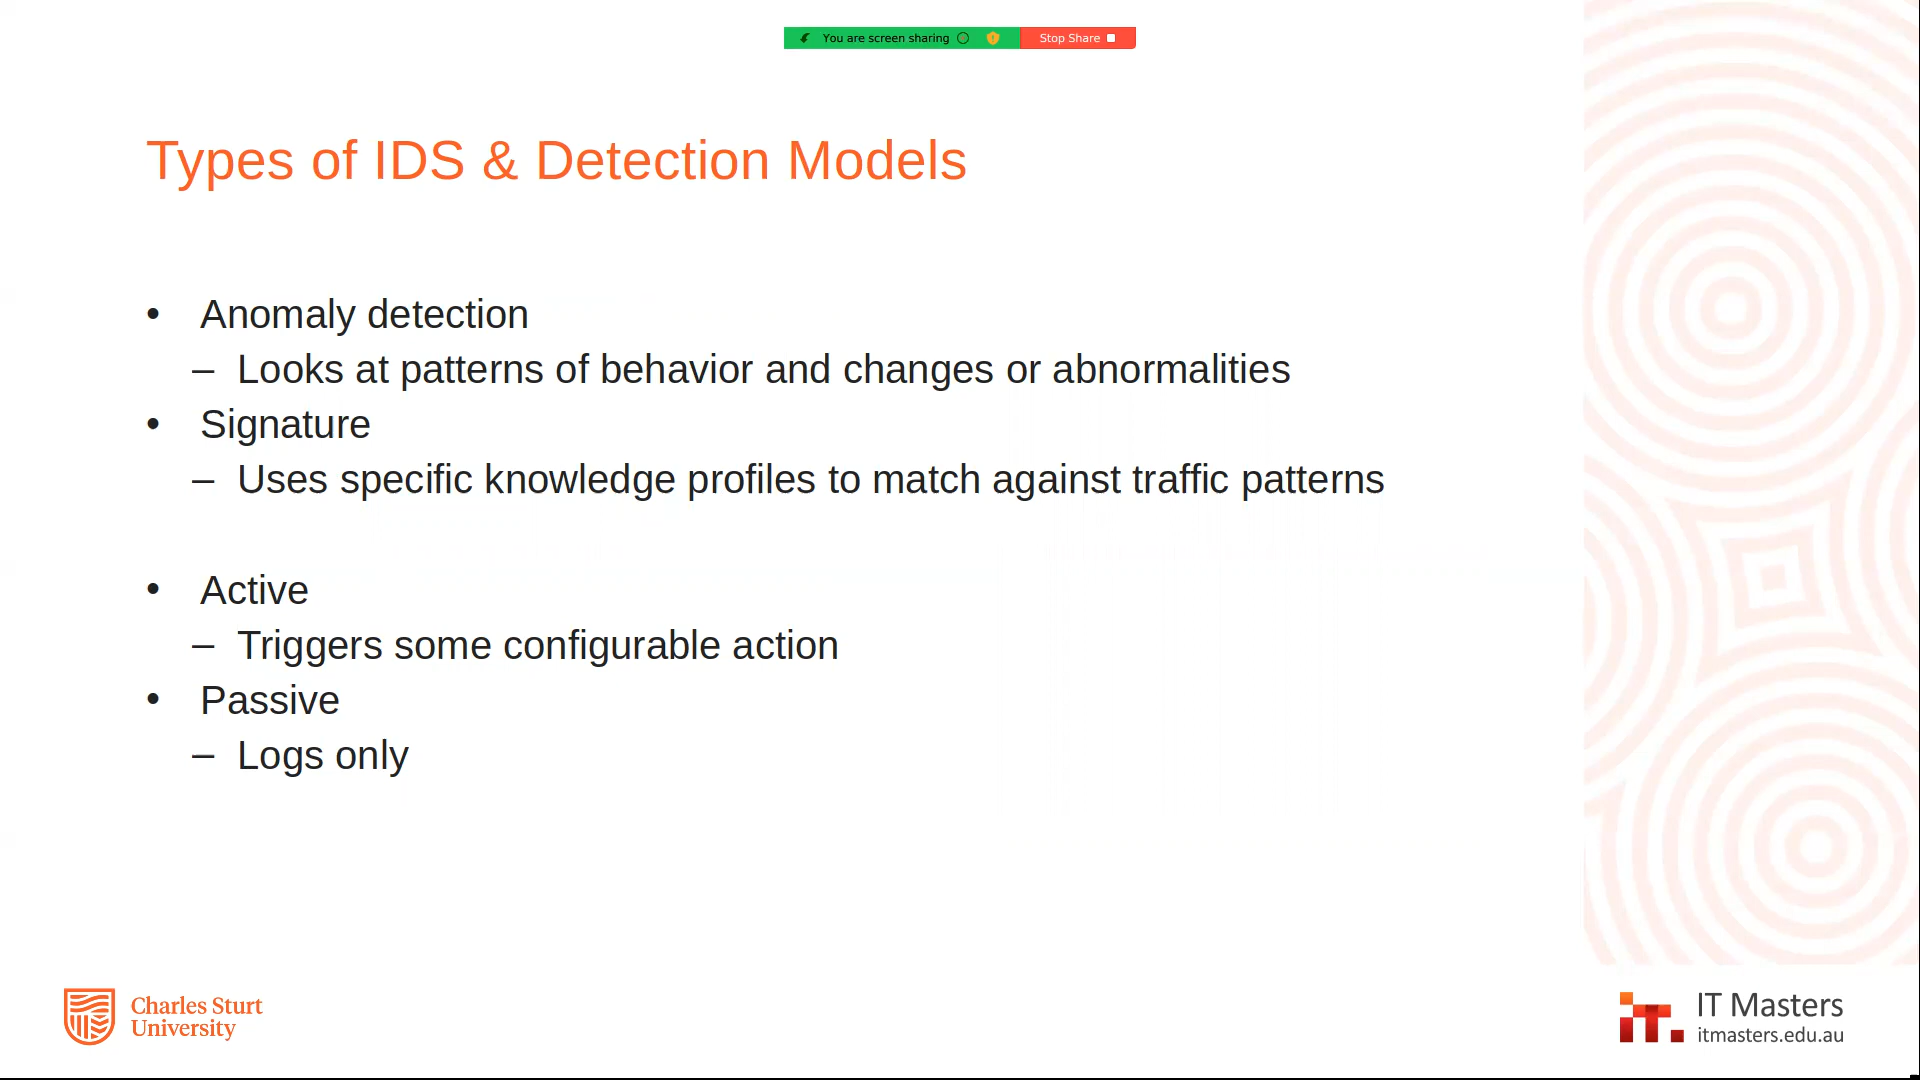 You are screen sharing
Stop Share
Types of IDS & Detection Models
• Anomaly detection
– Looks at patterns of behavior and changes or abnormalities
• Signature
– Uses specific knowledge profiles to match against traffic patterns
• Active
– Triggers some configurable action
• Passive
– Logs only
Charles Sturt
University
IT Masters
itmasters.edu.au